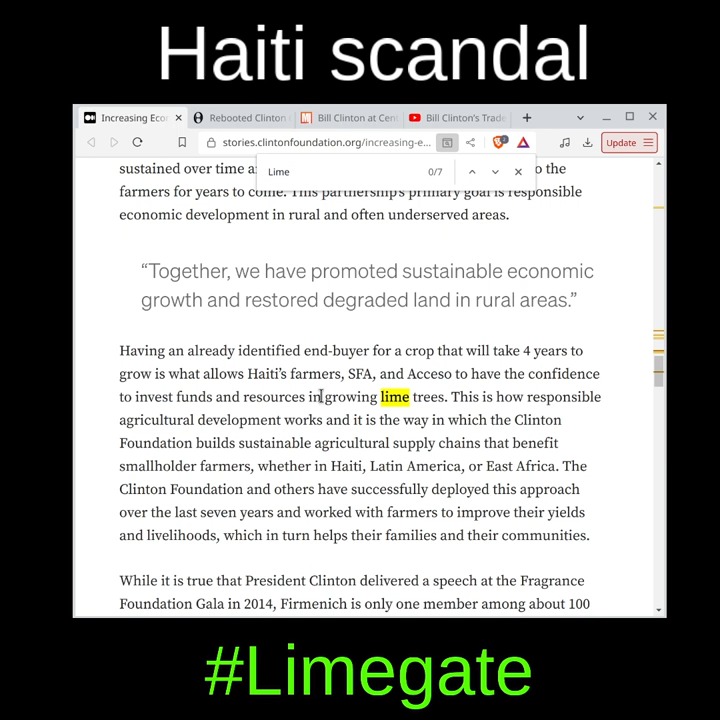 Haiti scandal
Increasing Eco
Rebooted Clinton
Bill Clinton at Cen
Bill Clinton's Trade
stories.clintonfoundation.org/increasing-e...
Update
Lime
0/7
sustained over time a
o the
farmers for years to come. This partnership's primary goal is responsible
economic development in rural and often underserved areas.
“Together, we have promoted sustainable economic
growth and restored degraded land in rural areas.”
Having an already identified end-buyer for a crop that will take 4 years to
grow is what allows Haiti's farmers, SFA, and Acceso to have the confidence
to invest funds and resources in growing lime trees. This is how responsible
agricultural development works and it is the way in which the Clinton
Foundation builds sustainable agricultural supply chains that benefit
smallholder farmers, whether in Haiti, Latin America, or East Africa. The
Clinton Foundation and others have successfully deployed this approach
over the last seven years and worked with farmers to improve their yields
and livelihoods, which in turn helps their families and their communities.
While it is true that President Clinton delivered a speech at the Fragrance
Foundation Gala in 2014, Firmenich is only one member among about 100
#Limegate